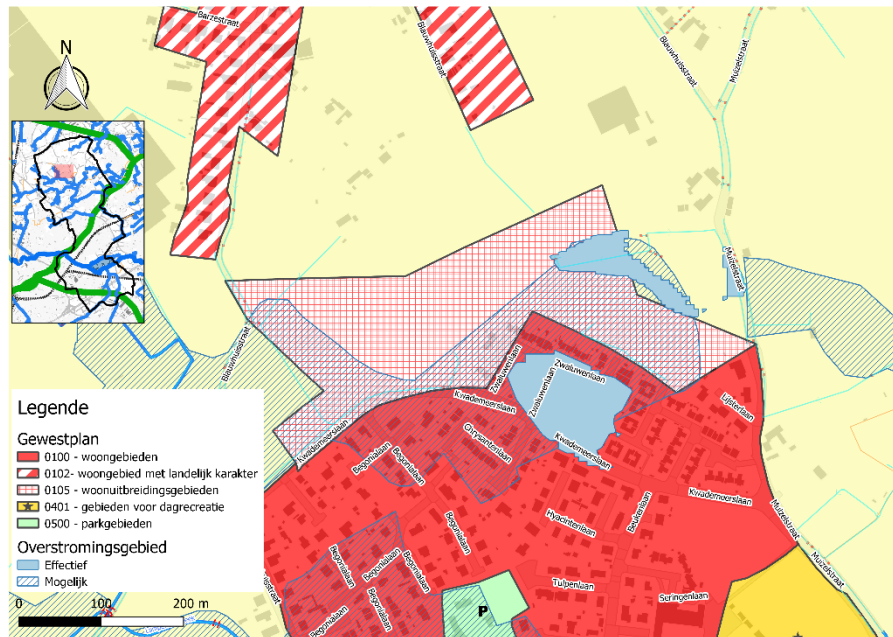 Barzestraat
Blauwhuisstraat
Blauwhuisstraat
Muizelstraat
N
Muizelstraat
Blauwhuisstraat
Zwaluwenlaan
Zwaluwenlaan
Zwaluwenlaan
Lijsterlaan
Kwademeerslaan
Kwademeerslaan
Chrysantenlaan
Kwademeerslaan
Begonialaan
Begonialaan
Kwademeerslaan
Hyacintenlaan
Beukenlaan
Muizelstraat
Begonialaan
Begonialaan
Begonialaan
Begonialaan
Begonialaan
Muizelstraat
Tulpenlaan
Seringenlaan
P
Legende
Gewestplan
0100 - woongebieden
0102- woongebied met landelijk karakter
0105 - woonuitbreidingsgebieden
0401 - gebieden voor dagrecreatie
0500 - parkgebieden
Overstromingsgebied
Effectief
Mogelijk
0 100 200 m